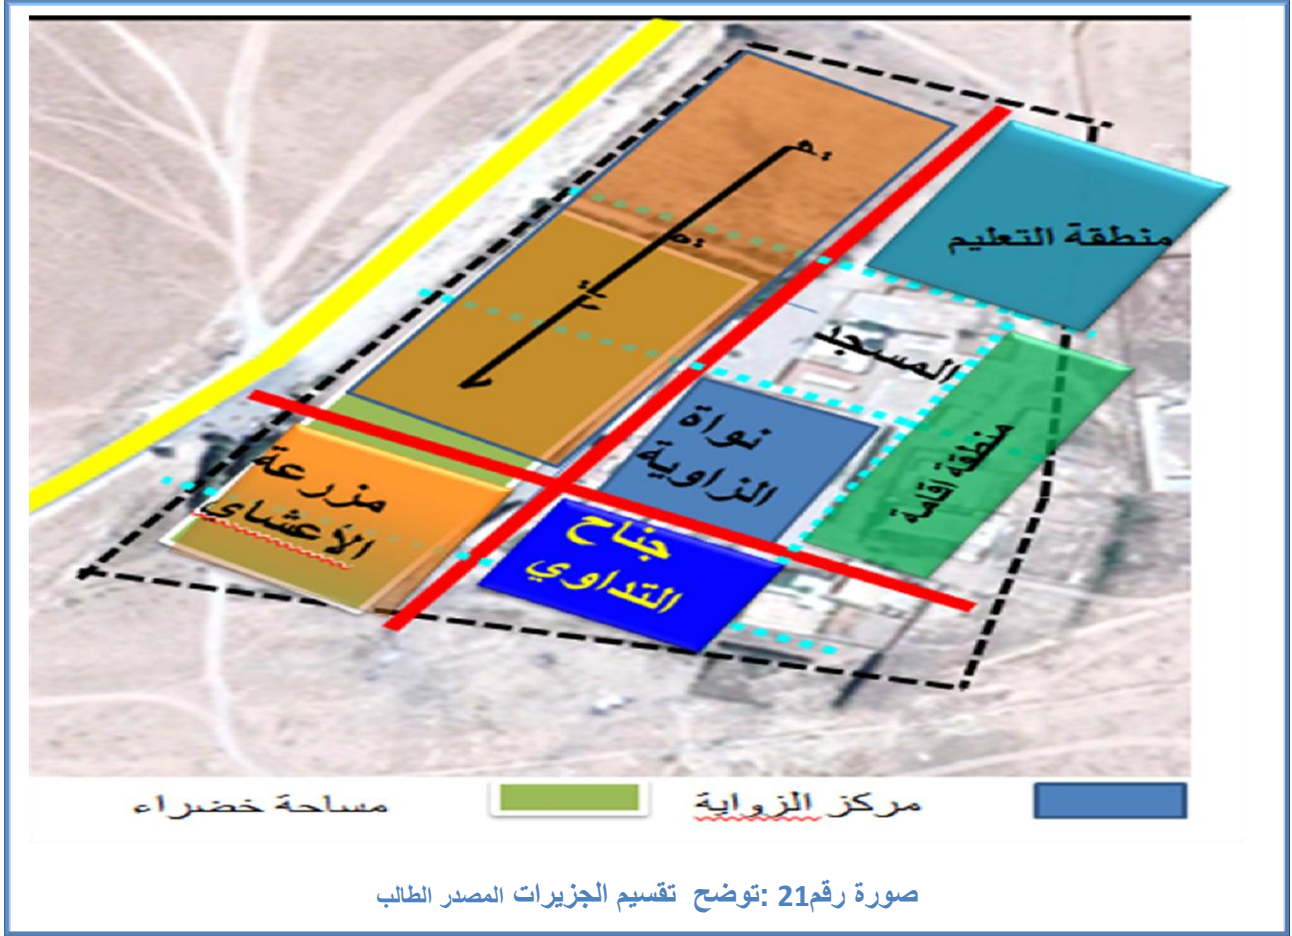 منطقة التعليم
المسجد
نواة
الزاوية
منطقة اقامة
مزرعة
الأعشاب
جناح
التداوي
مركز الزواية
مساحة خضراء
صورة رقم21 :توضح تقسيم الجزيرات المصدر الطالب